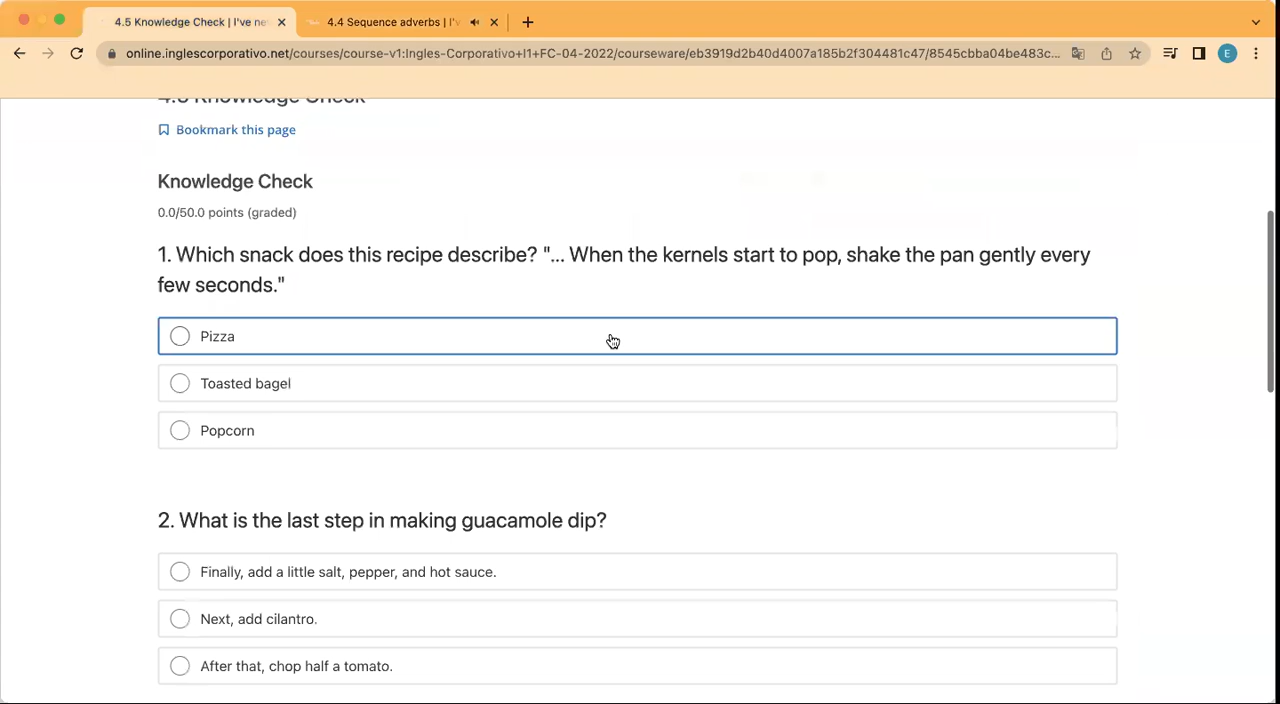 4.5 Knowledge Check | I've ne
4.4 Sequence adverbs | I'v
online.inglescorporativo.net/courses/course-v1:Ingles-Corporativo+I1+FC-04-2022/courseware/eb3919d2b40d4007a185b2f304481c47/8545cbba04be483c...
E
4.5 Knowledge Check
Bookmark this page
Knowledge Check
0.0/50.0 points (graded)
1. Which snack does this recipe describe? "... When the kernels start to pop, shake the pan gently every
few seconds."
Pizza
Toasted bagel
Popcorn
2. What is the last step in making guacamole dip?
Finally, add a little salt, pepper, and hot sauce.
Next, add cilantro.
After that, chop half a tomato.